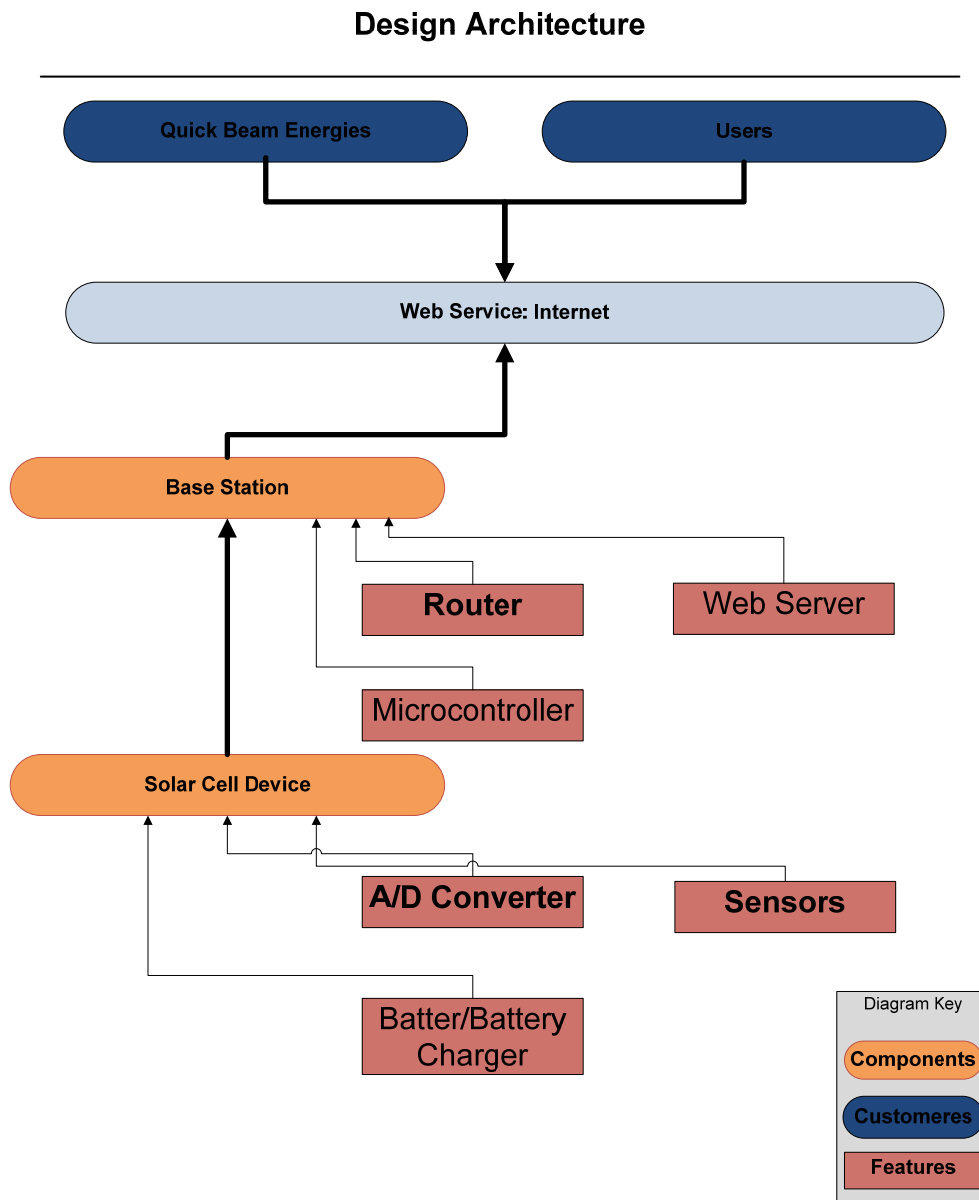 Design Architecture
Quick Beam Energies
Users
Web Service: Internet
Base Station
Router
Web Server
Microcontroller
Solar Cell Device
A/D Converter
Sensors
Batter/Battery
Charger
Diagram Key
Components
Customeres
Features